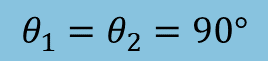 θ₁ = θ₂ = 90°